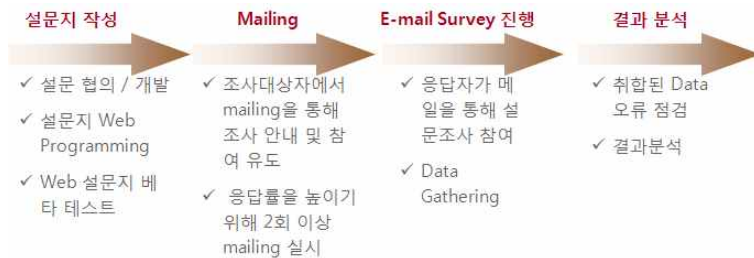 설문지 작성
✓ 설문 협의 / 개발
✓ 설문지 Web
Programming
✓ Web 설문지 베
타 테스트
Mailing
✓ 조사대상자에서
mailing을 통해
조사 안내 및 참
여 유도
✓ 응답률을 높이기
위해 2회 이상
mailing 실시
E-mail Survey 진행
✓ 응답자가 메
일을 통해 설
문조사 참여
✓ Data
Gathering
결과 분석
✓ 취합된 Data
오류 점검
✓ 결과분석